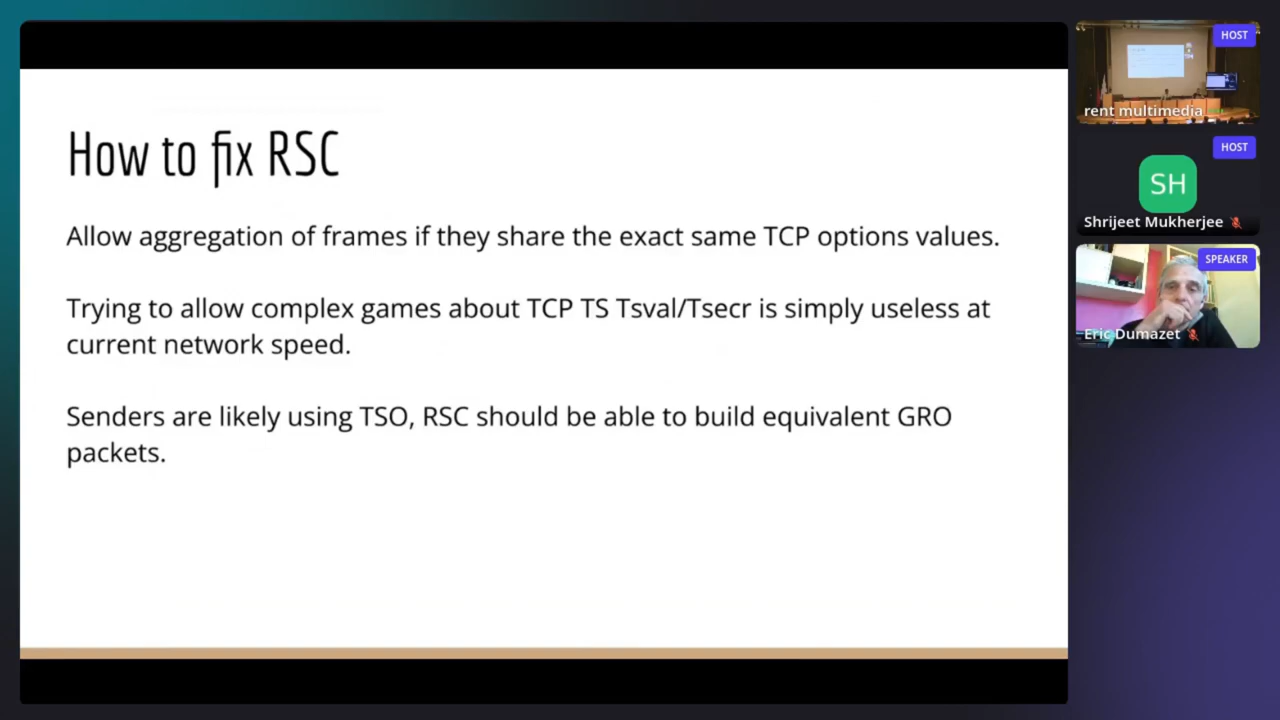 How to fix RSC
Allow aggregation of frames if they share the exact same TCP options values.
Trying to allow complex games about TCP TS Tsval/Tsecr is simply useless at
current network speed.
Senders are likely using TSO, RSC should be able to build equivalent GRO
packets.
HOST
rent multimedia
HOST
SH
Shrijeet Mukherjee
SPEAKER
Eric Dumazet